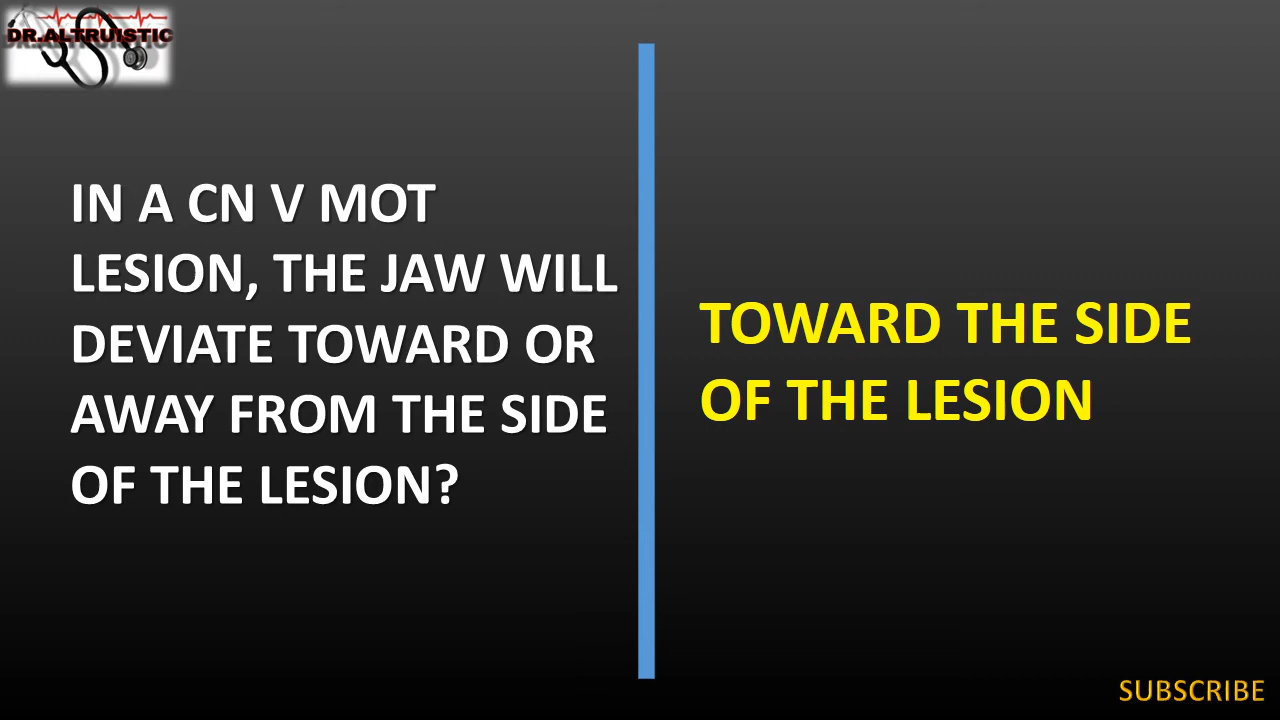 DR.ALTRUISTIC
IN A CN V MOT
LESION, THE JAW WILL
DEVIATE TOWARD OR
AWAY FROM THE SIDE
OF THE LESION?
TOWARD THE SIDE
OF THE LESION
SUBSCRIBE